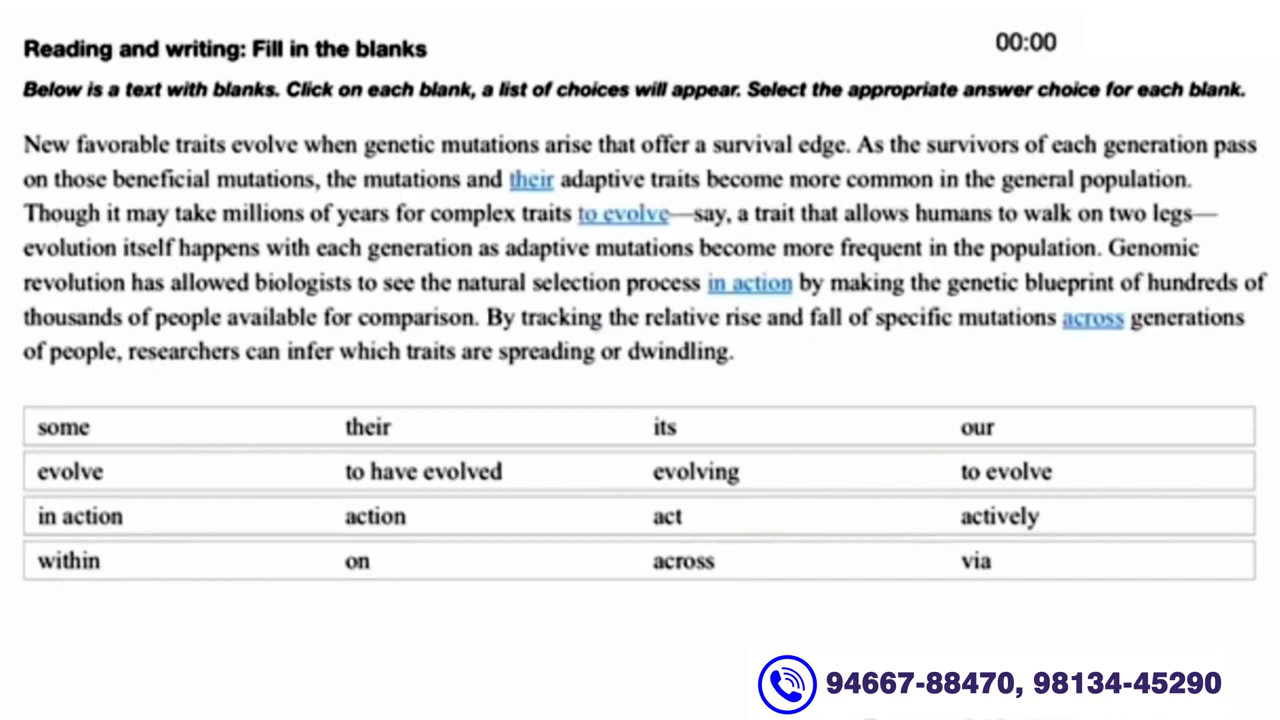 Reading and writing: Fill in the blanks
00:00
Below is a text with blanks. Click on each blank, a list of choices will appear. Select the appropriate answer choice for each blank.
New favorable traits evolve when genetic mutations arise that offer a survival edge. As the survivors of each generation pass
on those beneficial mutations, the mutations and their adaptive traits become more common in the general population.
Though it may take millions of years for complex traits to evolve—say, a trait that allows humans to walk on two legs—
evolution itself happens with each generation as adaptive mutations become more frequent in the population. Genomic
revolution has allowed biologists to see the natural selection process in action by making the genetic blueprint of hundreds of
thousands of people available for comparison. By tracking the relative rise and fall of specific mutations across generations
of people, researchers can infer which traits are spreading or dwindling.
some their its our
evolve to have evolved evolving to evolve
in action action act actively
within on across via
94667-88470, 98134-45290